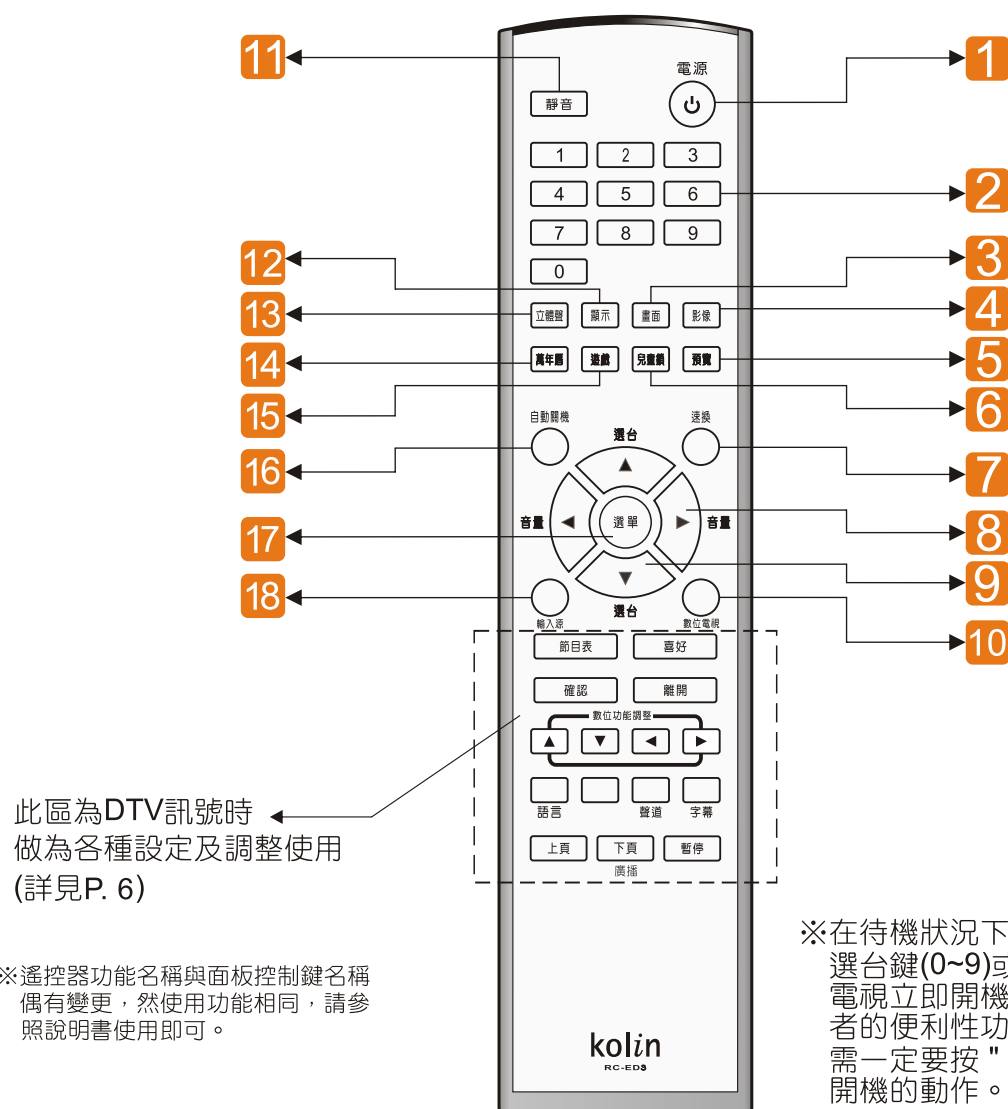 11
電源
1
靜音
1 2 3
4 5 6
2
7 8 9
0
3
12
4
13
立體聲 顯示 畫面 影像
14
萬年曆 遊戲 兒童鎖 預覽
5
15
6
自動關機 速換
選台
16
7
音量 選單 音量
17
8
18
9
選台
輸入源 數位電視
10
節目表 喜好
確認 離開
數位功能調整
語言 聲道 字幕
上頁 下頁 暫停
廣播
此區為DTV訊號時
做為各種設定及調整使用
(詳見P. 6)
※遙控器功能名稱與面板控制鍵名稱
偶有變更，然使用功能相同，請參
照說明書使用即可。
※在待機狀況下
選台鍵(0~9)或
電視立即開機
者的便利性功
需一定要按 "
開機的動作。
kolin
RC-ED3